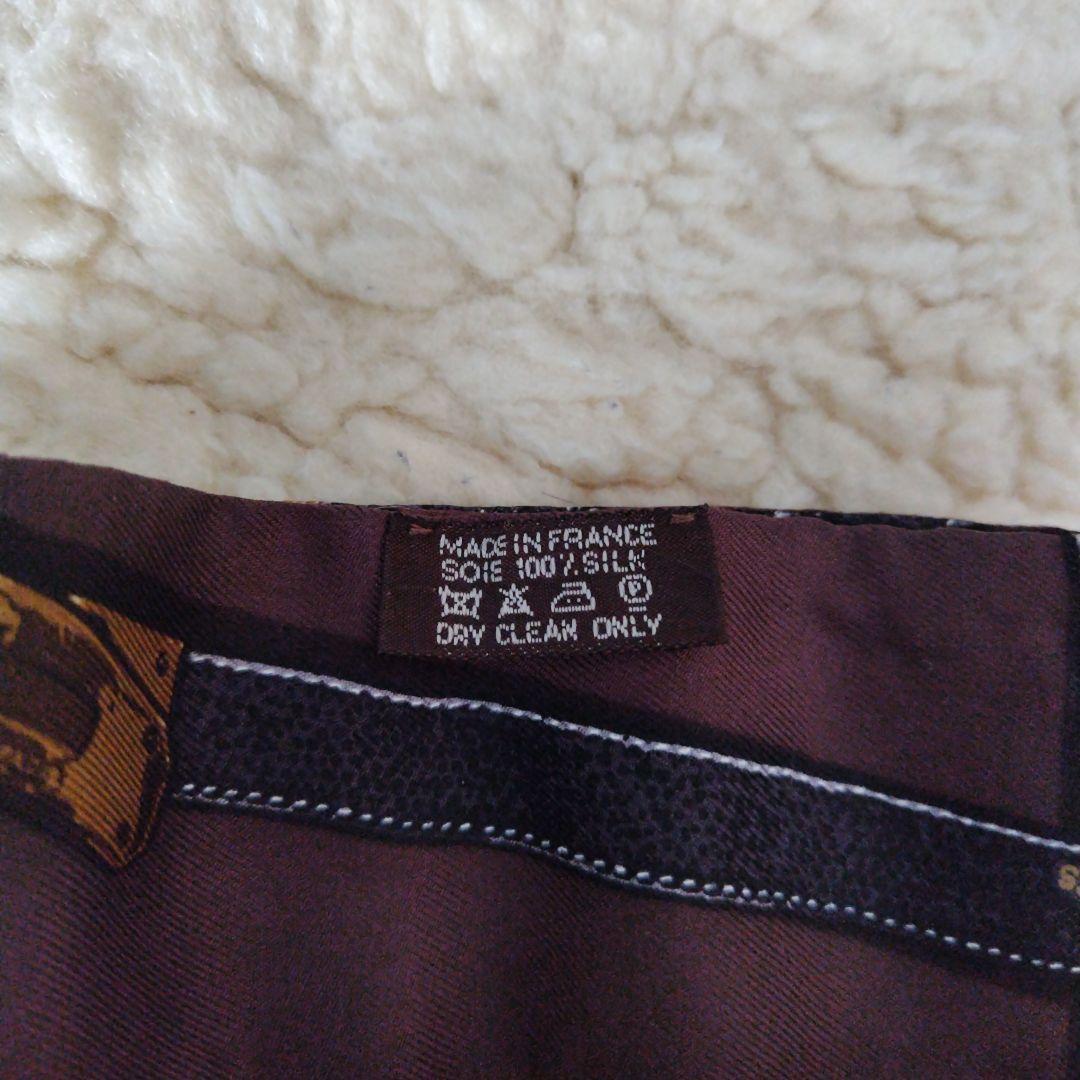 MADE IN FRANCE
SOIE 100% SILK
P
DRY CLEAN ONLY